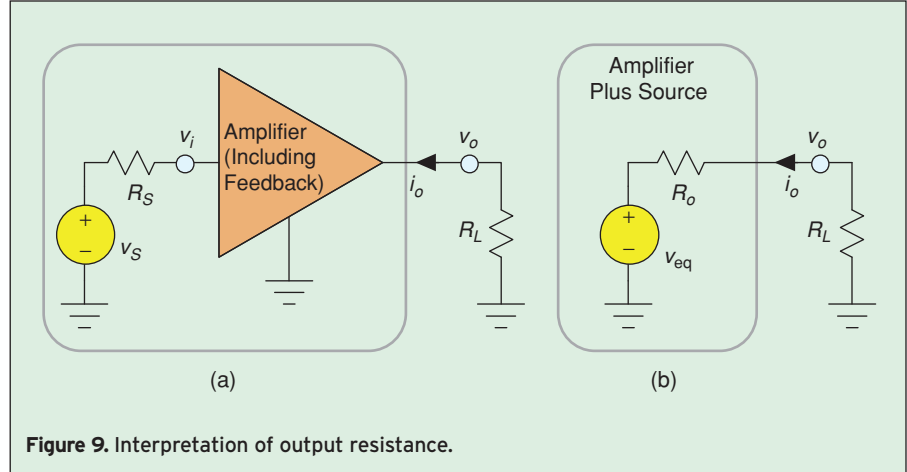 Amplifier
(Including
Feedback)
v_i
R_S
+
−
v_S
v_o
i_o
R_L
(a)
Amplifier
Plus Source
R_o
+
−
v_eq
v_o
i_o
R_L
(b)
Figure 9. Interpretation of output resistance.